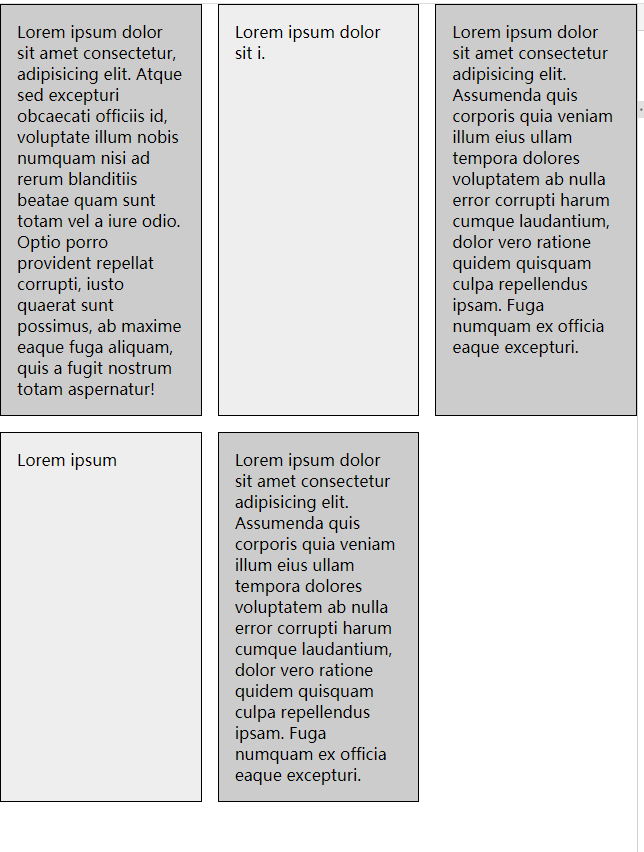 Lorem ipsum dolor
sit amet consectetur,
adipisicing elit. Atque
sed excepturi
obcaecati officiis id,
voluptate illum nobis
numquam nisi ad
rerum blanditiis
beatae quam sunt
totam vel a iure odio.
Optio porro
provident repellat
corrupti, iusto
quaerat sunt
possimus, ab maxime
eaque fuga aliquam,
quis a fugit nostrum
totam aspernatur!
Lorem ipsum dolor
sit i.
Lorem ipsum dolor
sit amet consectetur
adipisicing elit.
Assumenda quis
corporis quia veniam
illum eius ullam
tempora dolores
voluptatem ab nulla
error corrupti harum
cumque laudantium,
dolor vero ratione
quidem quisquam
culpa repellendus
ipsam. Fuga
numquam ex officia
eaque excepturi.
Lorem ipsum
Lorem ipsum dolor
sit amet consectetur
adipisicing elit.
Assumenda quis
corporis quia veniam
illum eius ullam
tempora dolores
voluptatem ab nulla
error corrupti harum
cumque laudantium,
dolor vero ratione
quidem quisquam
culpa repellendus
ipsam. Fuga
numquam ex officia
eaque excepturi.